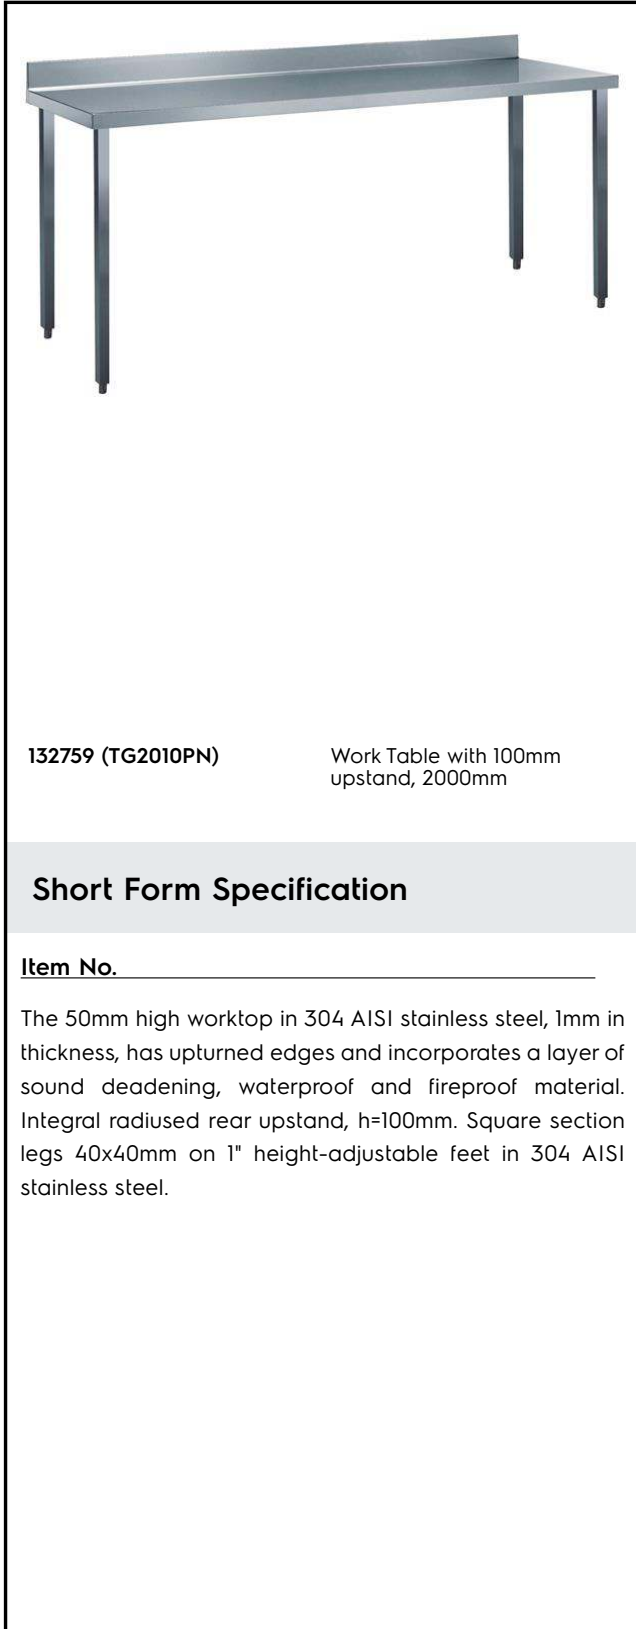 132759 (TG2010PN)
Work Table with 100mm
upstand, 2000mm
Short Form Specification
Item No.
The 50mm high worktop in 304 AISI stainless steel, 1mm in
thickness, has upturned edges and incorporates a layer of
sound deadening, waterproof and fireproof material.
Integral radiused rear upstand, h=100mm. Square section
legs 40x40mm on 1" height-adjustable feet in 304 AISI
stainless steel.